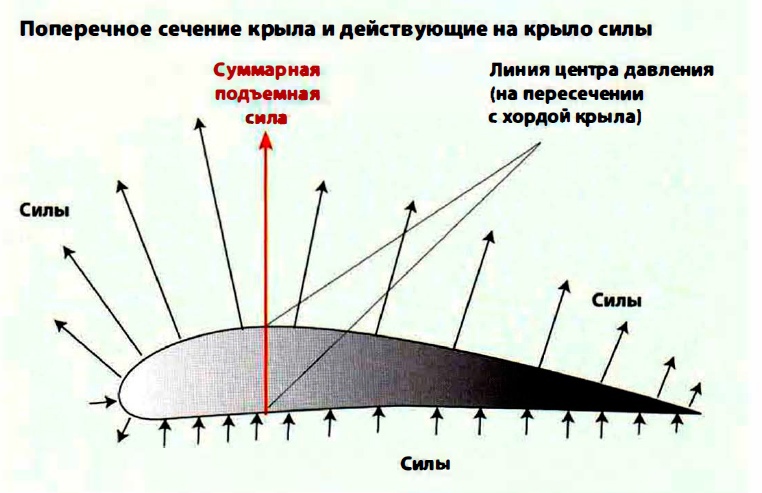 Поперечное сечение крыла и действующие на крыло силы
Суммарная
подъемная
сила
Линия центра давления
(на пересечении
с хордой крыла)
Силы
Силы
Силы